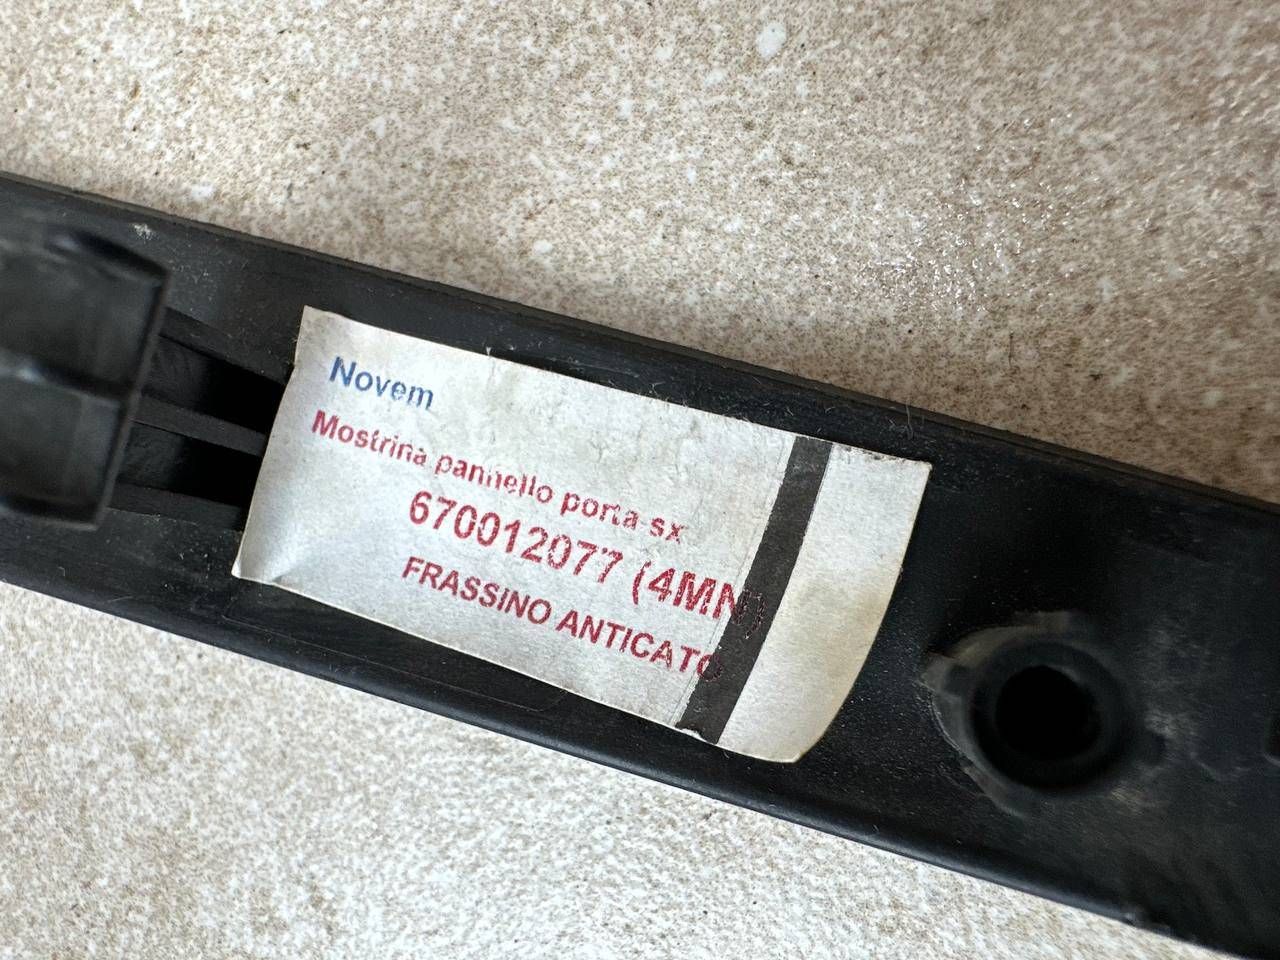 Novem
Mostrina pannello porta sx
670012077 (4MN)
FRASSINO ANTICATO